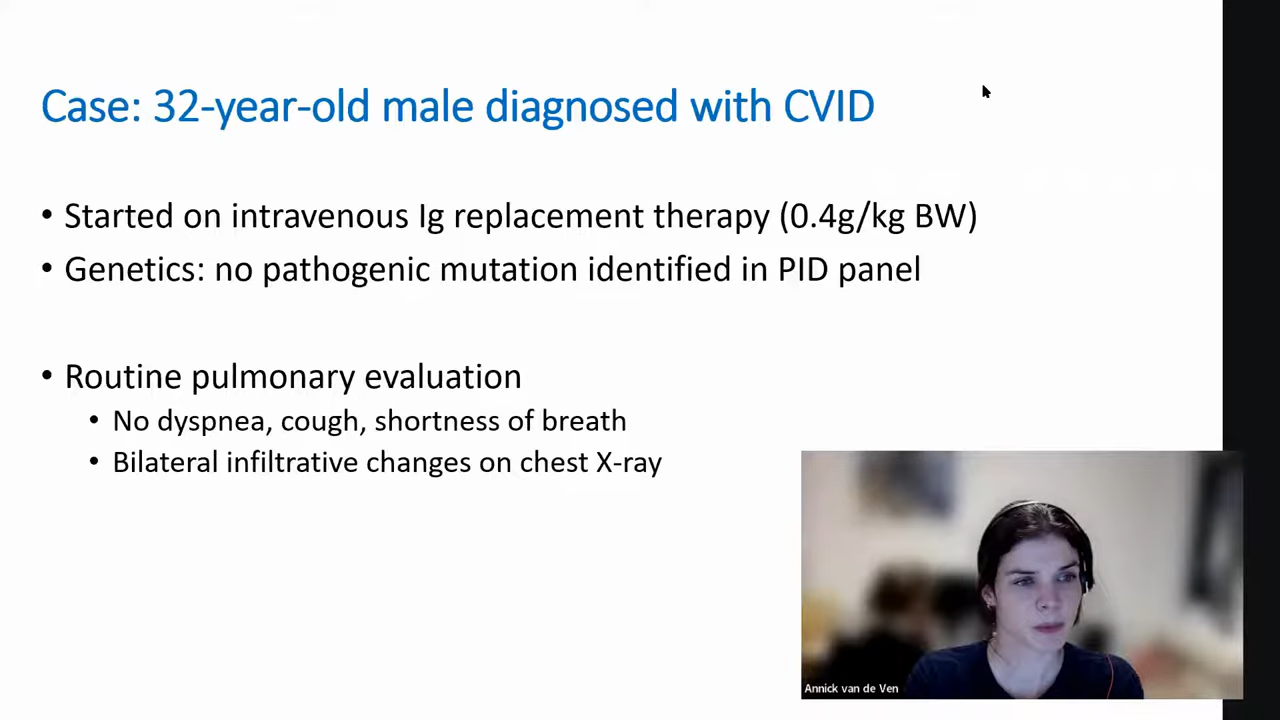 Case: 32-year-old male diagnosed with CVID
• Started on intravenous Ig replacement therapy (0.4g/kg BW)
• Genetics: no pathogenic mutation identified in PID panel
• Routine pulmonary evaluation
• No dyspnea, cough, shortness of breath
• Bilateral infiltrative changes on chest X-ray
Annick van de Ven